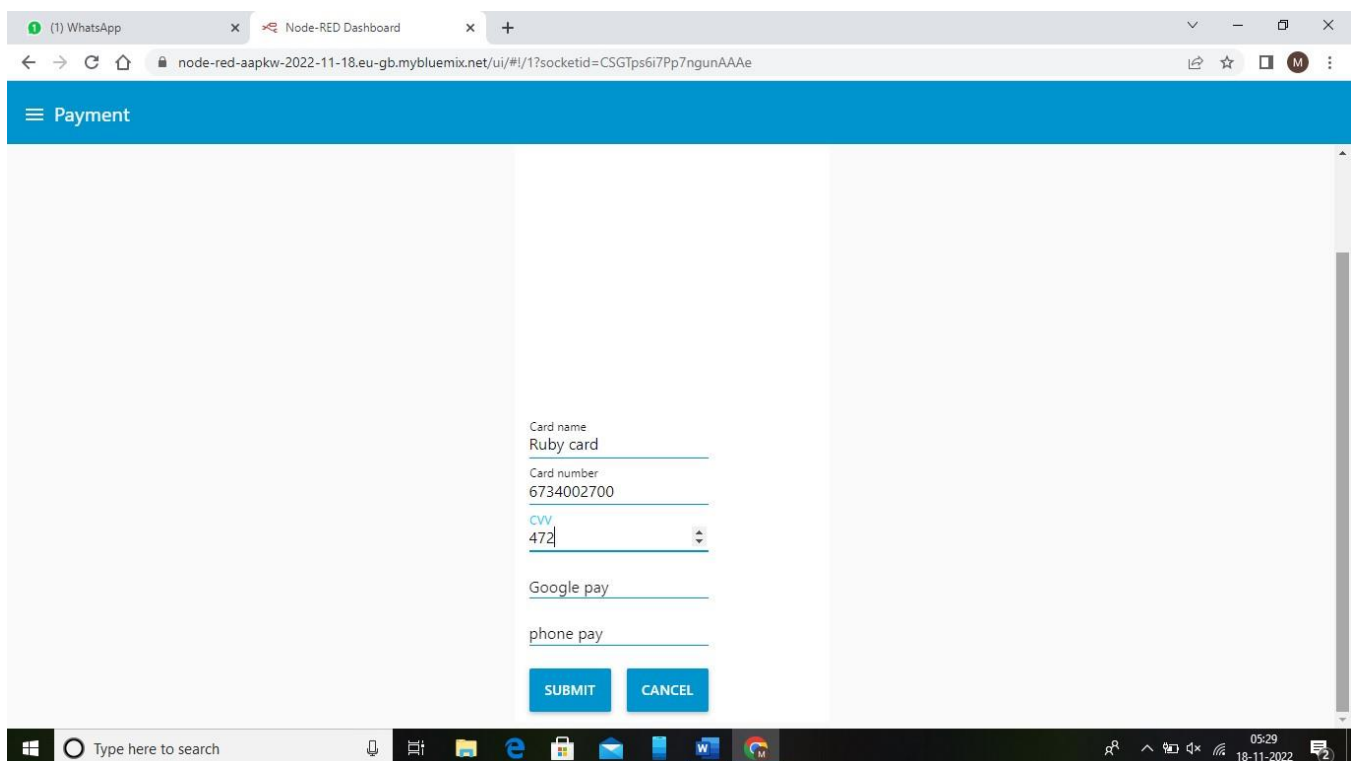 (1) WhatsApp
Node-RED Dashboard
node-red-aapkw-2022-11-18.eu-gb.mybluemix.net/ui/#!/1?socketid=CSGTps6i7Pp7ngunAAAe
M
Payment
Card name
Ruby card
Card number
6734002700
CVV
472
Google pay
phone pay
SUBMIT CANCEL
Type here to search
05:29
18-11-2022
2